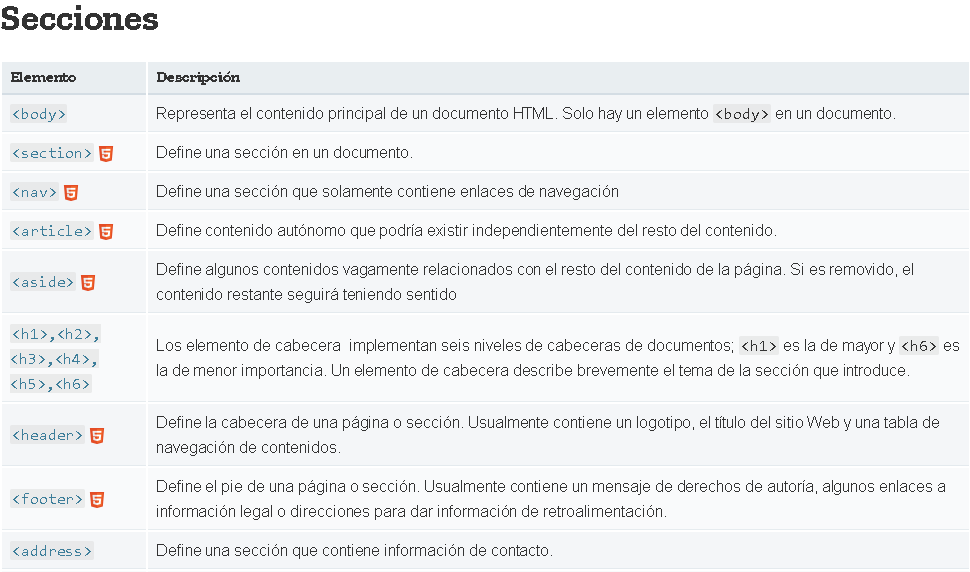 Secciones
Elemento Descripción
<body> Representa el contenido principal de un documento HTML. Solo hay un elemento <body> en un documento.
<section> Define una sección en un documento.
<nav> Define una sección que solamente contiene enlaces de navegación
<article> Define contenido autónomo que podría existir independientemente del resto del contenido.
<aside> Define algunos contenidos vagamente relacionados con el resto del contenido de la página. Si es removido, el
contenido restante seguirá teniendo sentido
<h1>,<h2>,
<h3>,<h4>,
<h5>,<h6>
Los elemento de cabecera implementan seis niveles de cabeceras de documentos; <h1> es la de mayor y <h6> es
la de menor importancia. Un elemento de cabecera describe brevemente el tema de la sección que introduce.
<header> Define la cabecera de una página o sección. Usualmente contiene un logotipo, el título del sitio Web y una tabla de
navegación de contenidos.
<footer> Define el pie de una página o sección. Usualmente contiene un mensaje de derechos de autoría, algunos enlaces a
información legal o direcciones para dar información de retroalimentación.
<address> Define una sección que contiene información de contacto.